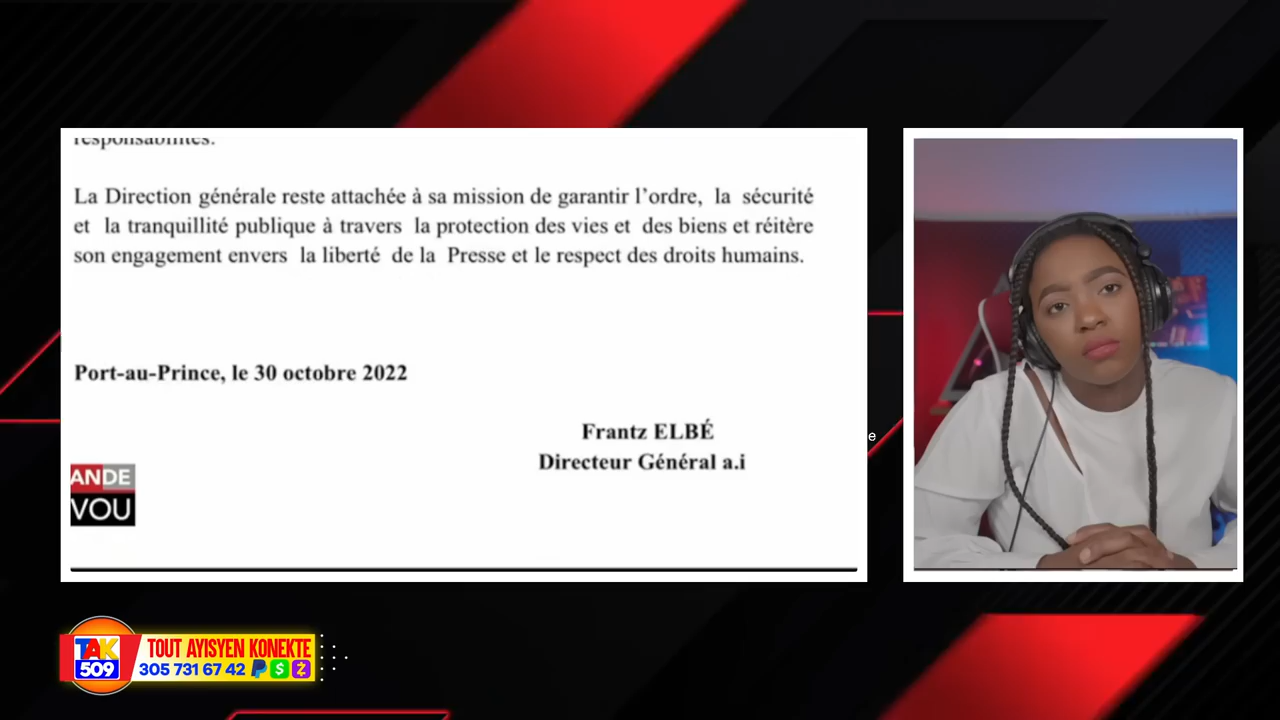 responsabilités.
La Direction générale reste attachée à sa mission de garantir l'ordre, la sécurité
et la tranquillité publique à travers la protection des vies et des biens et réitère
son engagement envers la liberté de la Presse et le respect des droits humains.
Port-au-Prince, le 30 octobre 2022
Frantz ELBÉ
Directeur Général a.i
ANDE
VOU
e
TAK
509
TOUT AYISYEN KONEKTE
305 731 67 42